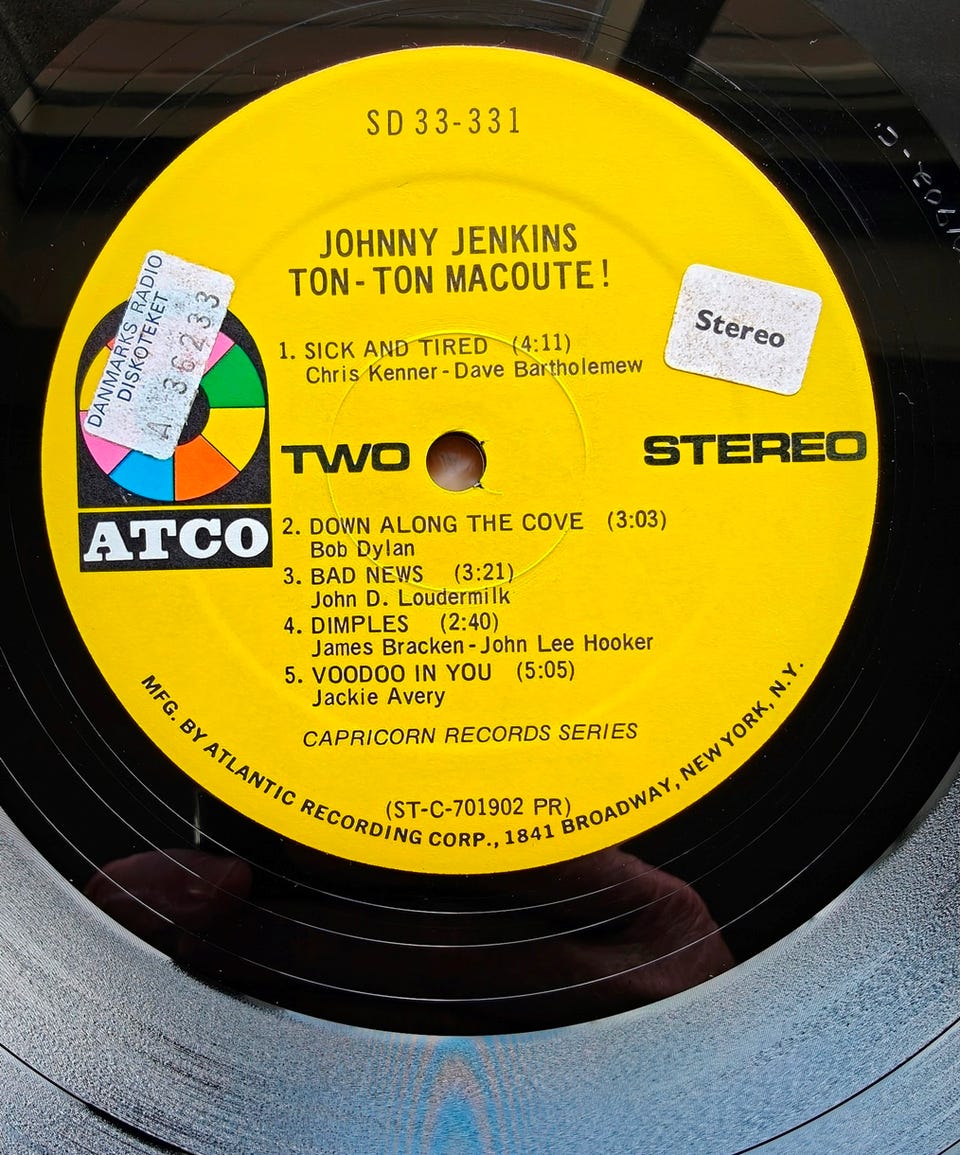 SD 33-331
JOHNNY JENKINS
TON-TON MACOUTE!
DANMARKS RADIO
DISKOTEKET
A 36233
Stereo
1. SICK AND TIRED (4:11)
Chris Kenner-Dave Bartholemew
TWO
STEREO
ATCO
2. DOWN ALONG THE COVE (3:03)
Bob Dylan
3. BAD NEWS (3:21)
John D. Loudermilk
4. DIMPLES (2:40)
James Bracken-John Lee Hooker
5. VOODOO IN YOU (5:05)
Jackie Avery
CAPRICORN RECORDS SERIES
(ST-C-701902 PR)
MFG. BY ATLANTIC RECORDING CORP., 1841 BROADWAY, NEW YORK, N.Y.